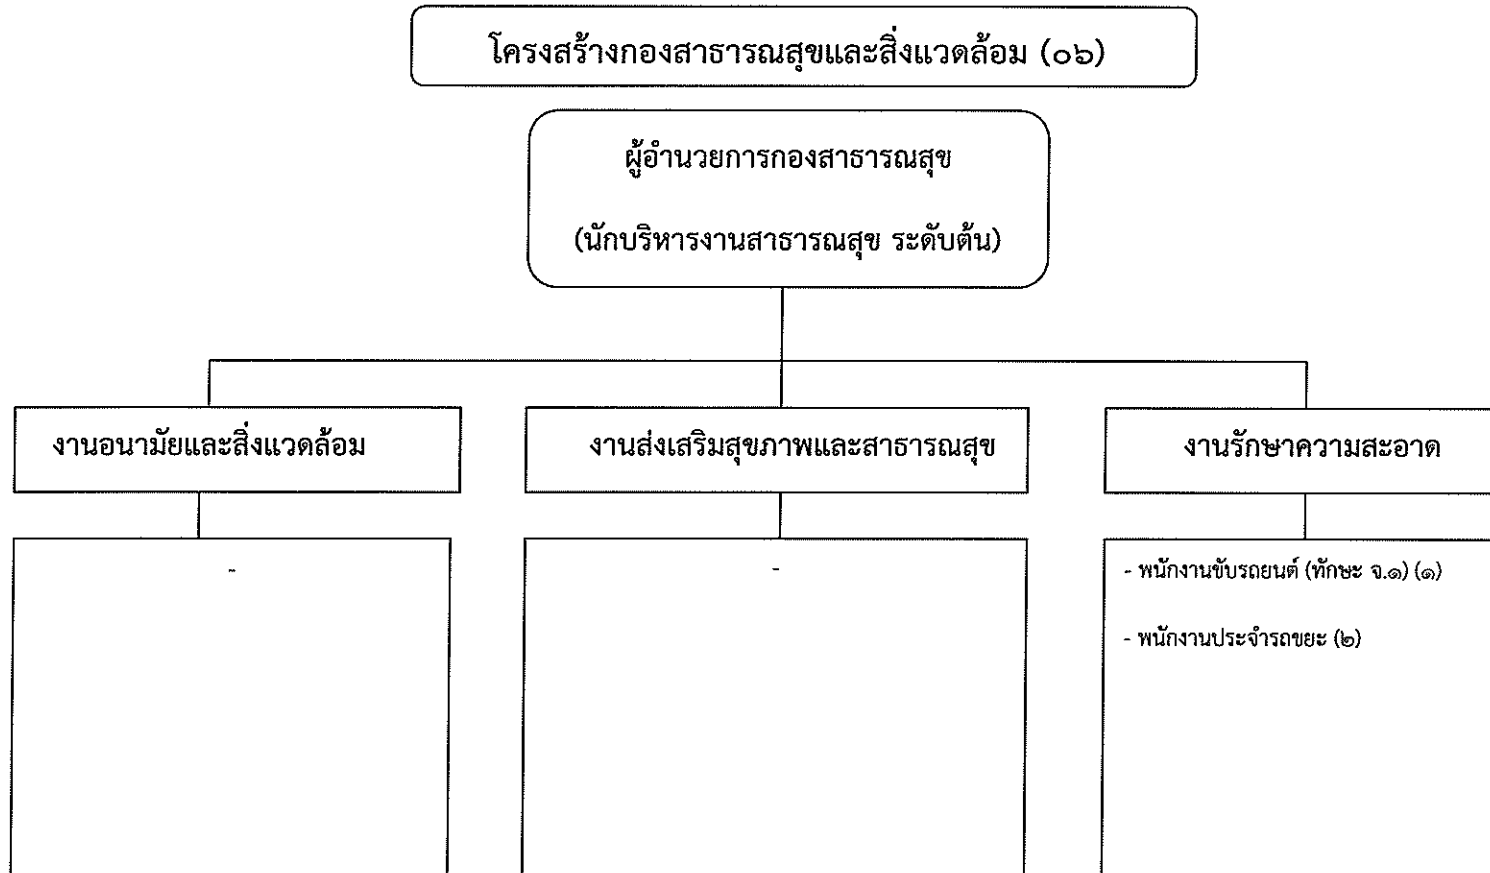 โครงสร้างกองสาธารณสุขและสิ่งแวดล้อม (๐๖)
ผู้อำนวยการกองสาธารณสุข
(นักบริหารงานสาธารณสุข ระดับต้น)
งานอนามัยและสิ่งแวดล้อม
งานส่งเสริมสุขภาพและสาธารณสุข
งานรักษาความสะอาด
-
-
- พนักงานขับรถยนต์ (ทักษะ จ.๑) (๑)
- พนักงานประจำรถขยะ (๒)